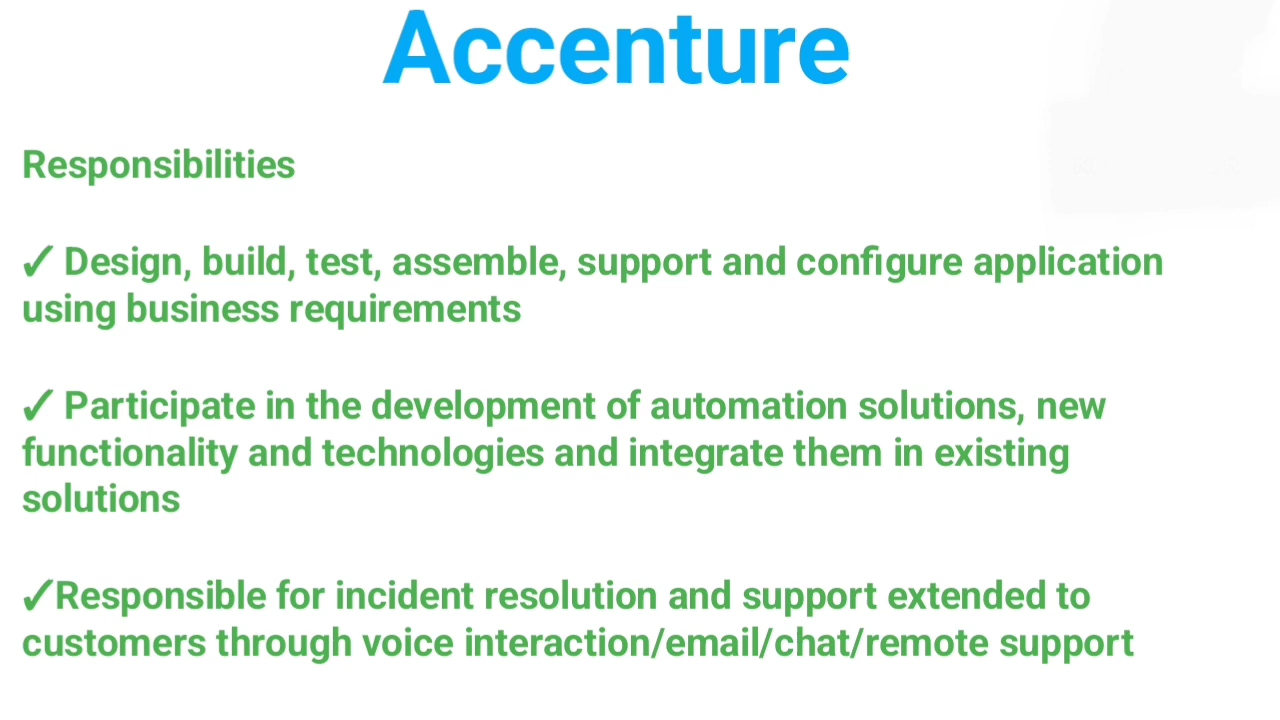 Accenture
Responsibilities
✓ Design, build, test, assemble, support and configure application
using business requirements
✓ Participate in the development of automation solutions, new
functionality and technologies and integrate them in existing
solutions
✓Responsible for incident resolution and support extended to
customers through voice interaction/email/chat/remote support